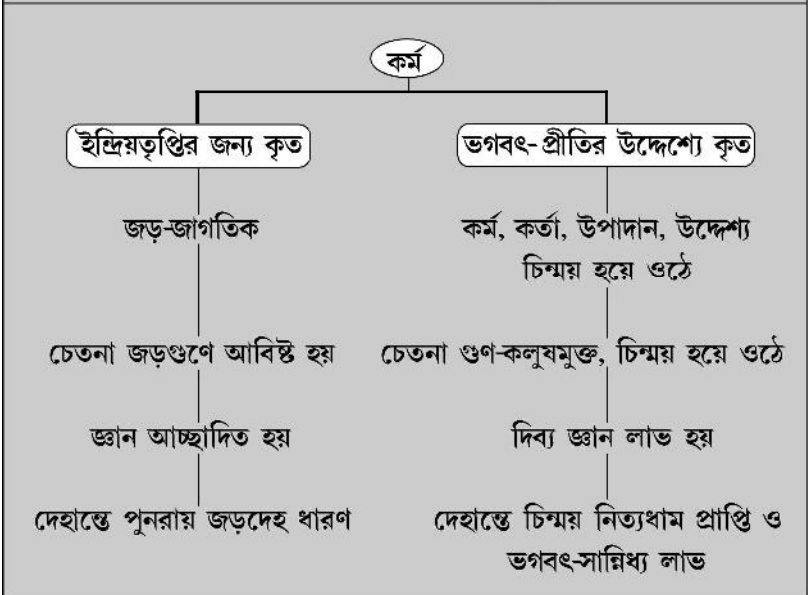 কর্ম
ইন্দ্রিয়তৃপ্তির জন্য কৃত
জড়-জাগতিক
চেতনা জড়গুণে আবিষ্ট হয়
জ্ঞান আচ্ছাদিত হয়
দেহান্তে পুনরায় জড়দেহ ধারণ
ভগবৎ-প্রীতির উদ্দেশ্যে কৃত
কর্ম, কর্তা, উপাদান, উদ্দেশ্য
চিন্ময় হয়ে ওঠে
চেতনা গুণ-কলুষমুক্ত, চিন্ময় হয়ে ওঠে
দিব্য জ্ঞান লাভ হয়
দেহান্তে চিন্ময় নিত্যধাম প্রাপ্তি ও
ভগবৎ-সান্নিধ্য লাভ